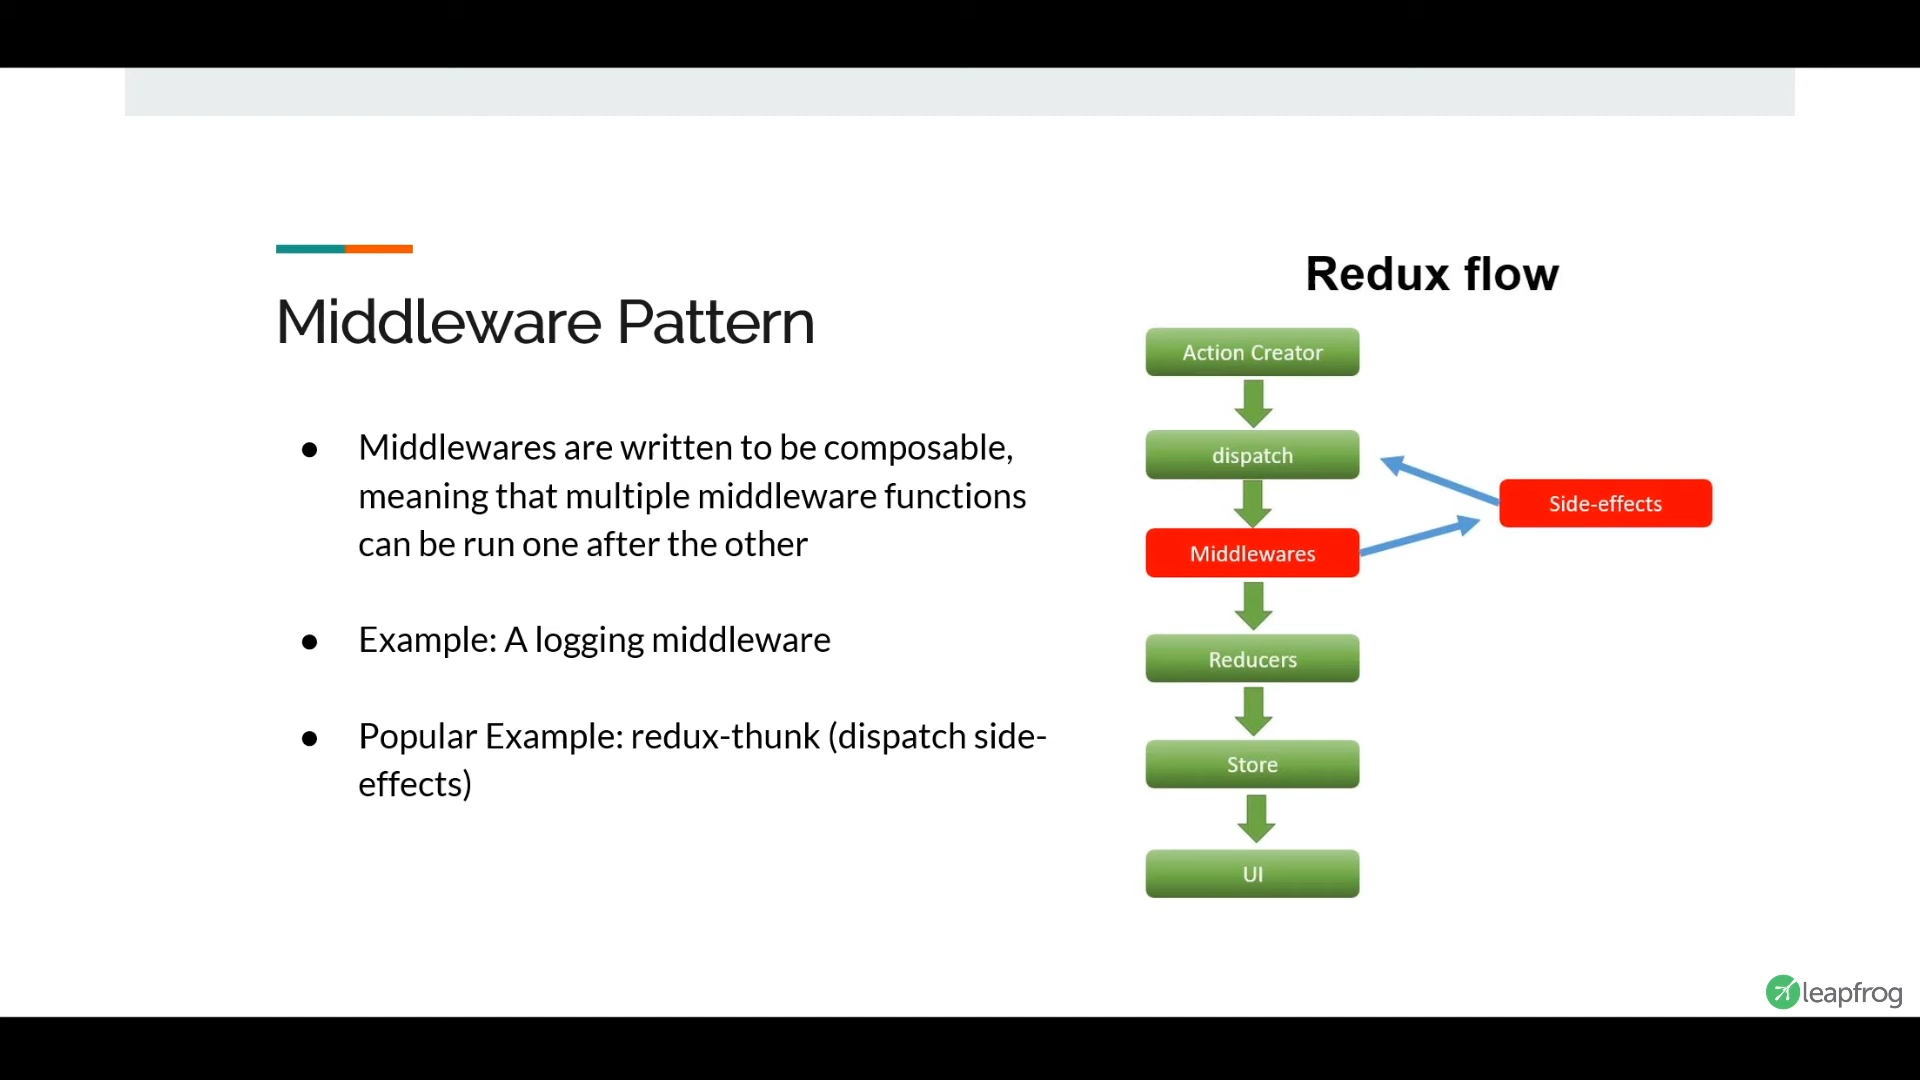 Middleware Pattern
● Middlewares are written to be composable,
meaning that multiple middleware functions
can be run one after the other
● Example: A logging middleware
● Popular Example: redux-thunk (dispatch side-
effects)
Redux flow
Action Creator
dispatch
Side-effects
Middlewares
Reducers
Store
UI
leapfrog